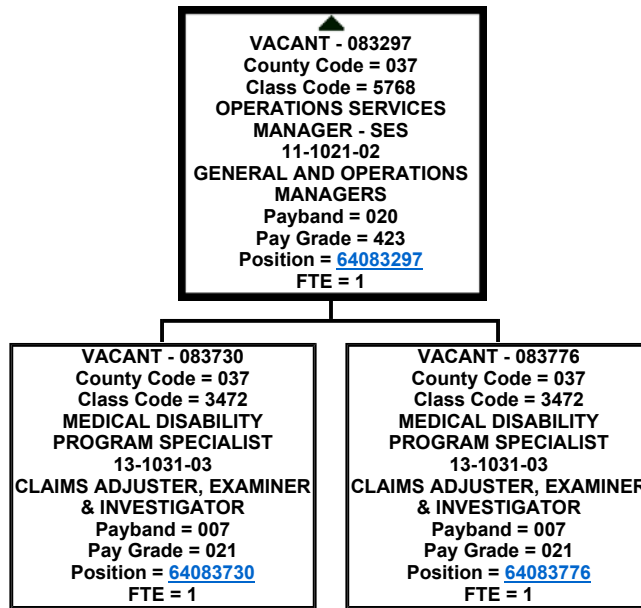 VACANT - 083297
County Code = 037
Class Code = 5768
OPERATIONS SERVICES
MANAGER - SES
11-1021-02
GENERAL AND OPERATIONS
MANAGERS
Payband = 020
Pay Grade = 423
Position = 64083297
FTE = 1
VACANT - 083730
County Code = 037
Class Code = 3472
MEDICAL DISABILITY
PROGRAM SPECIALIST
13-1031-03
CLAIMS ADJUSTER, EXAMINER
& INVESTIGATOR
Payband = 007
Pay Grade = 021
Position = 64083730
FTE = 1
VACANT - 083776
County Code = 037
Class Code = 3472
MEDICAL DISABILITY
PROGRAM SPECIALIST
13-1031-03
CLAIMS ADJUSTER, EXAMINER
& INVESTIGATOR
Payband = 007
Pay Grade = 021
Position = 64083776
FTE = 1